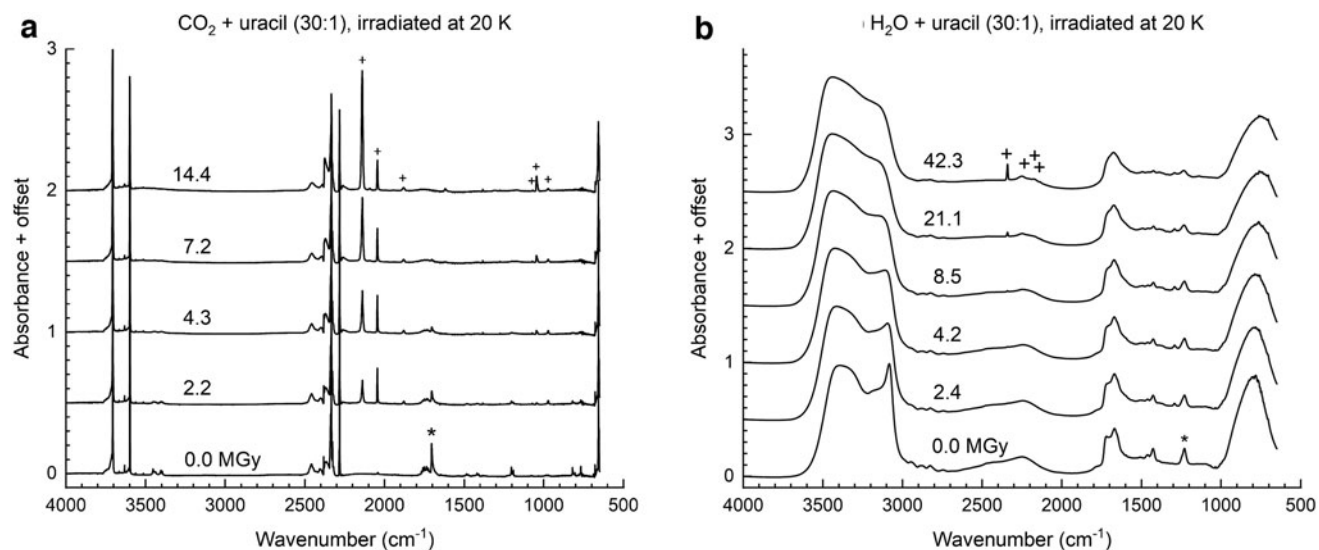 a
CO₂ + uracil (30:1), irradiated at 20 K
3
2
1
0
Absorbance + offset
+
+
+
+
+
+
14.4
7.2
4.3
2.2
*
0.0 MGy
4000 3500 3000 2500 2000 1500 1000 500
Wavenumber (cm⁻¹)
b
H₂O + uracil (30:1), irradiated at 20 K
3
2
1
0
Absorbance + offset
+
+
+
+
42.3
21.1
8.5
4.2
2.4
*
0.0 MGy
4000 3500 3000 2500 2000 1500 1000 500
Wavenumber (cm⁻¹)